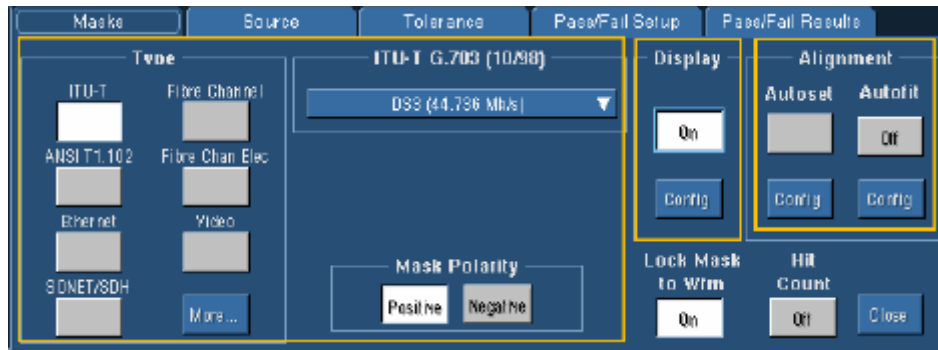 Masks Source Tolerance Pass/Fail Setup Pass/Fail Results
Type
ITU-T Fibre Channel
ANSI T1.102 Fibre Chan Elec
Ethernet Video
SONET/SDH
More...
ITU-T G.703 (10/98)
DS3 (44.736 Mb/s)
Mask Polarity
Positive Negative
Display
On
Config
Alignment
Autoset Autofit
Off
Config Config
Lock Mask
to Wfm
On
Hit
Count
Off
Close